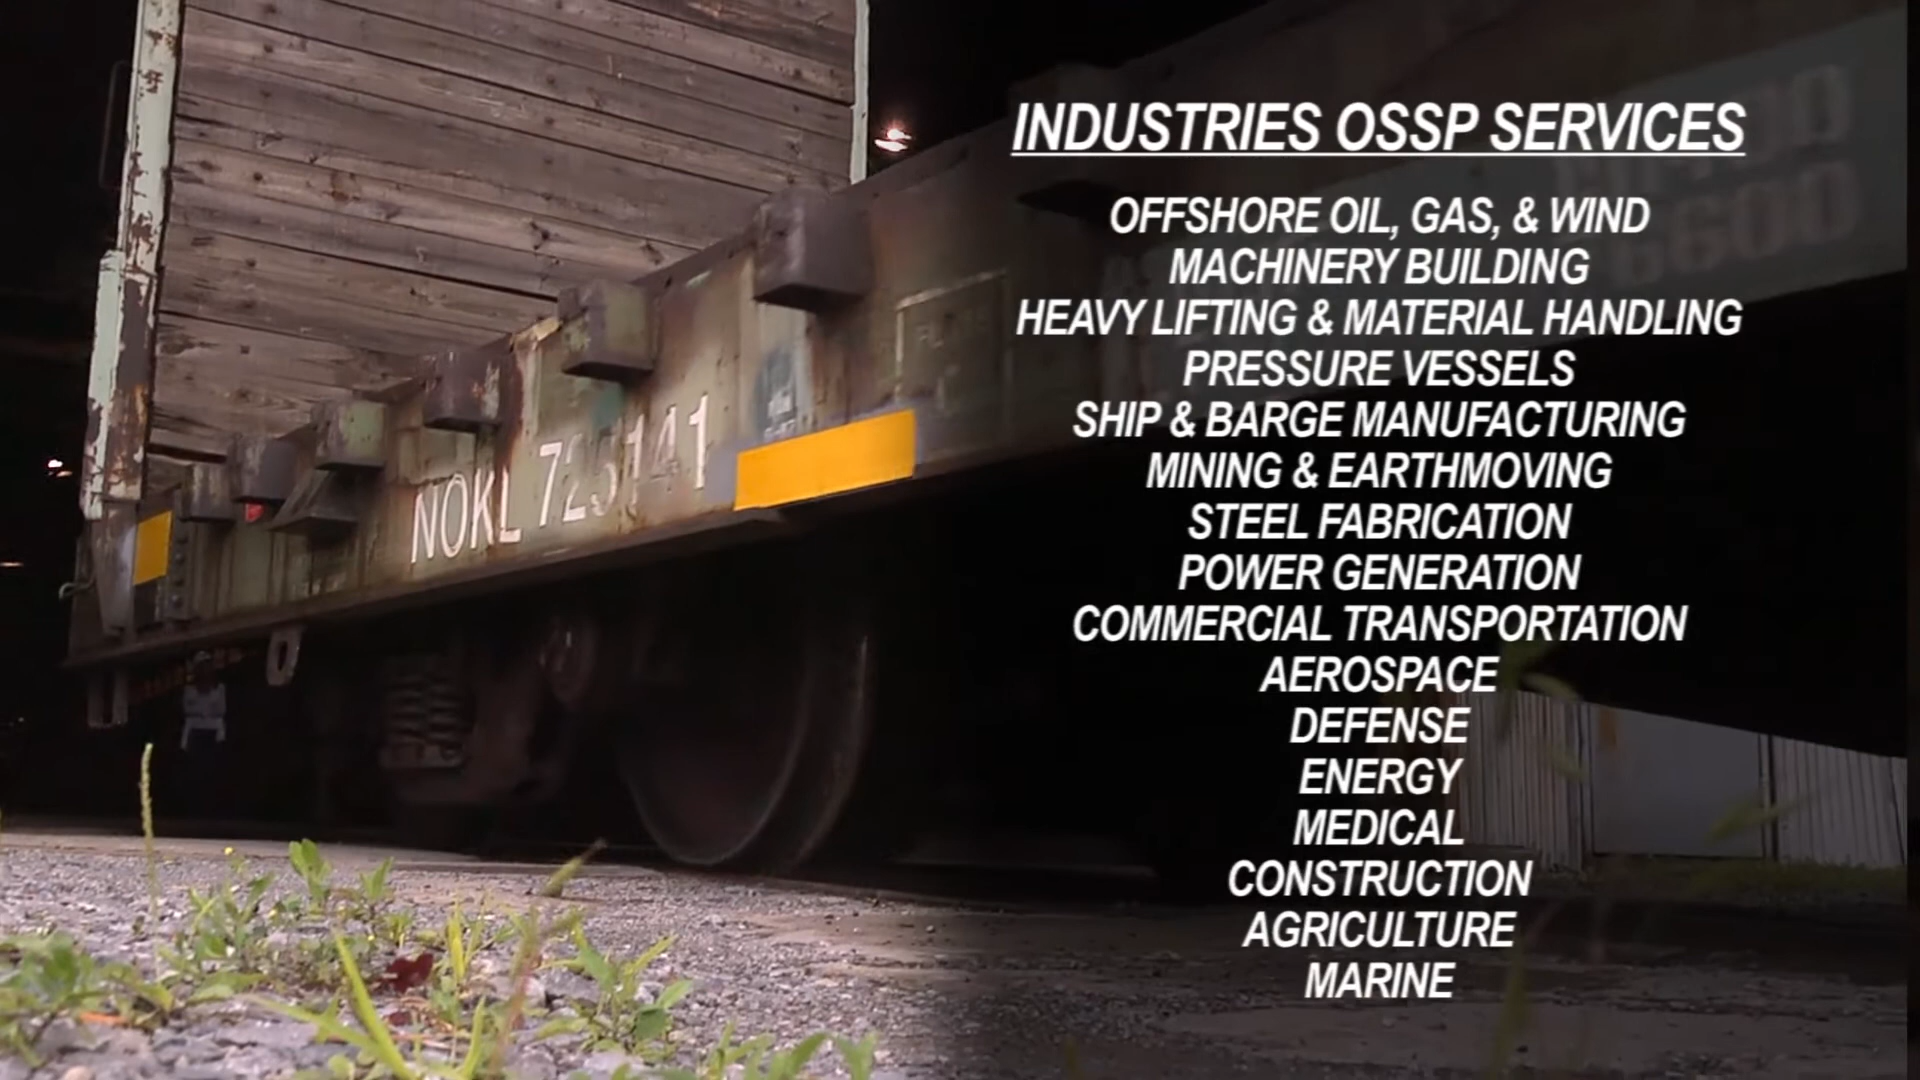 INDUSTRIES OSSP SERVICES
OFFSHORE OIL, GAS, & WIND
MACHINERY BUILDING
HEAVY LIFTING & MATERIAL HANDLING
PRESSURE VESSELS
SHIP & BARGE MANUFACTURING
MINING & EARTHMOVING
STEEL FABRICATION
POWER GENERATION
COMMERCIAL TRANSPORTATION
AEROSPACE
DEFENSE
ENERGY
MEDICAL
CONSTRUCTION
AGRICULTURE
MARINE
NOKL